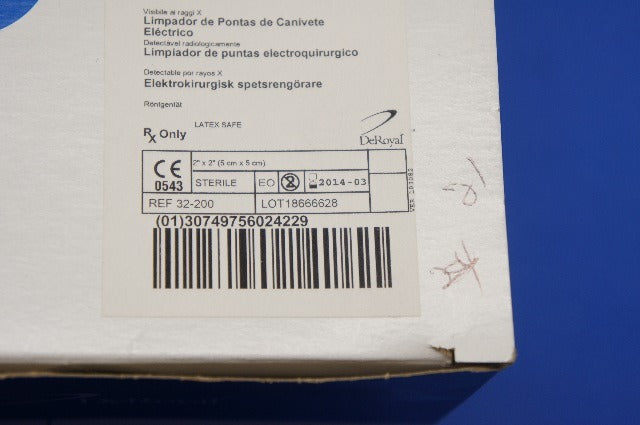 Visibile ai raggi X
Limpador de Pontas de Canivete
Eléctrico
Detectável radiologicamente
Limpiador de puntas electroquirurgico
Detectable por rayos X
Elektrokirurgisk spetsrengörare
Röntgentät
LATEX SAFE
Rx Only
DeRoyal
CE
0543
2" x 2" (5 cm x 5 cm)
STERILE EO 2 2014-03
REF 32-200 LOT18666628
(01)30749756024229